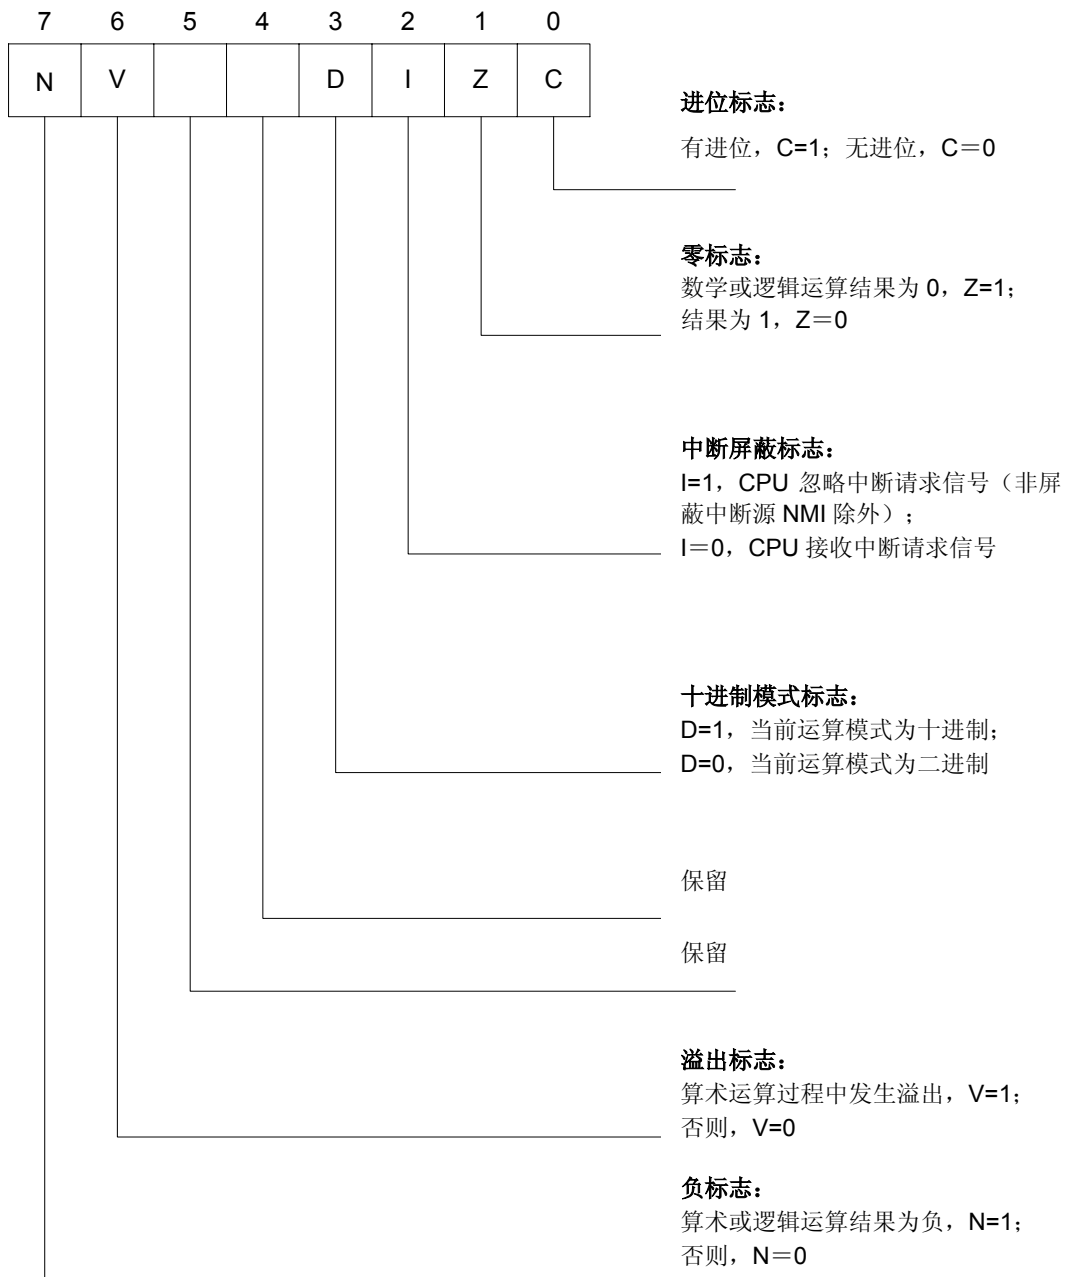 7 6 5 4 3 2 1 0
N V D I Z C
进位标志：
有进位，C=1；无进位，C＝0
零标志：
数学或逻辑运算结果为 0，Z=1；
结果为 1，Z＝0
中断屏蔽标志：
I=1，CPU 忽略中断请求信号（非屏
蔽中断源 NMI 除外）；
I＝0，CPU 接收中断请求信号
十进制模式标志：
D=1，当前运算模式为十进制；
D=0，当前运算模式为二进制
保留
保留
溢出标志：
算术运算过程中发生溢出，V=1；
否则，V=0
负标志：
算术或逻辑运算结果为负，N=1；
否则，N＝0